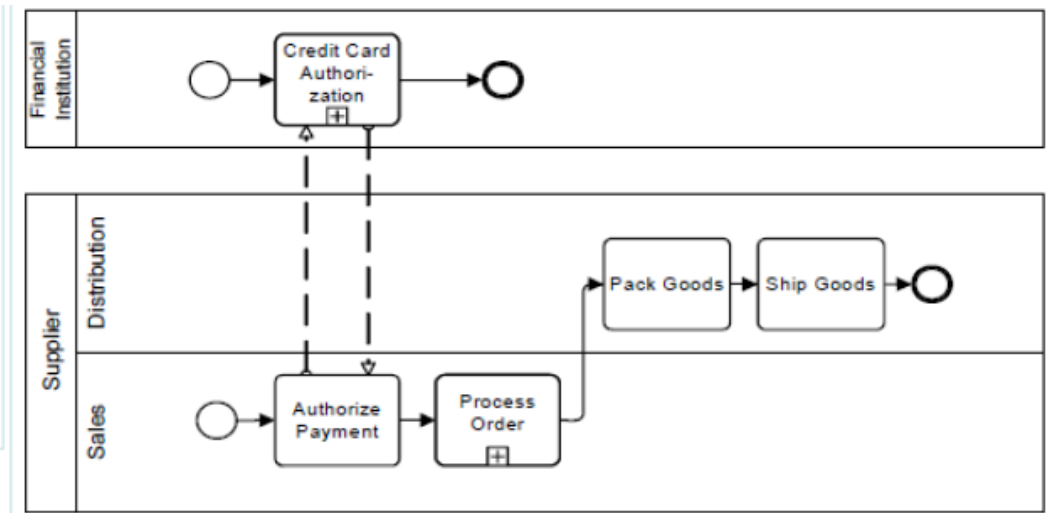 Financial
Institution
Credit Card
Authori-
zation
Supplier
Distribution
Pack Goods
Ship Goods
Sales
Authorize
Payment
Process
Order